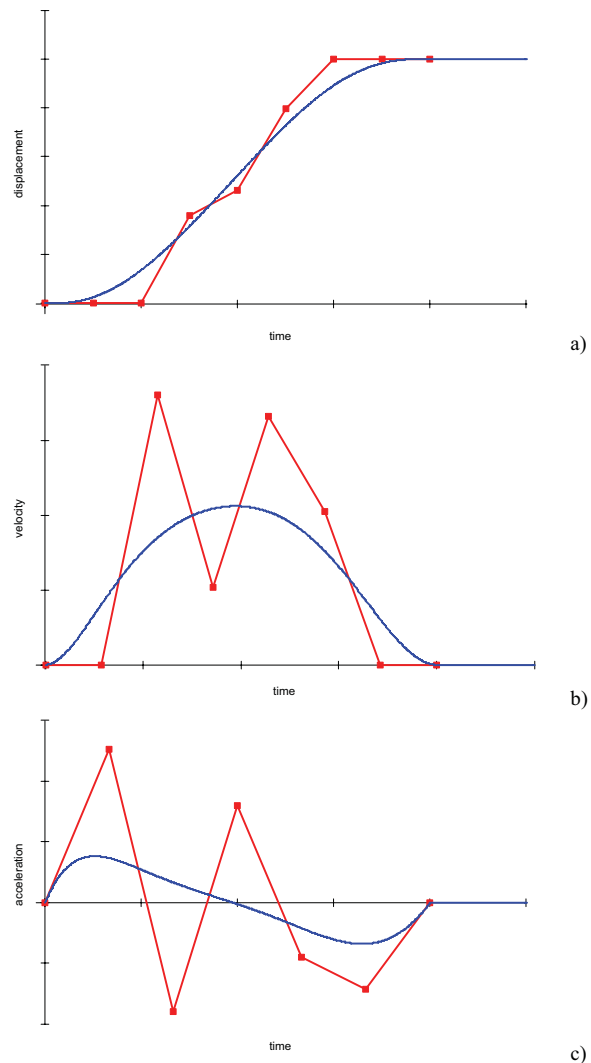 displacement
time
a)
velocity
time
b)
acceleration
time
c)